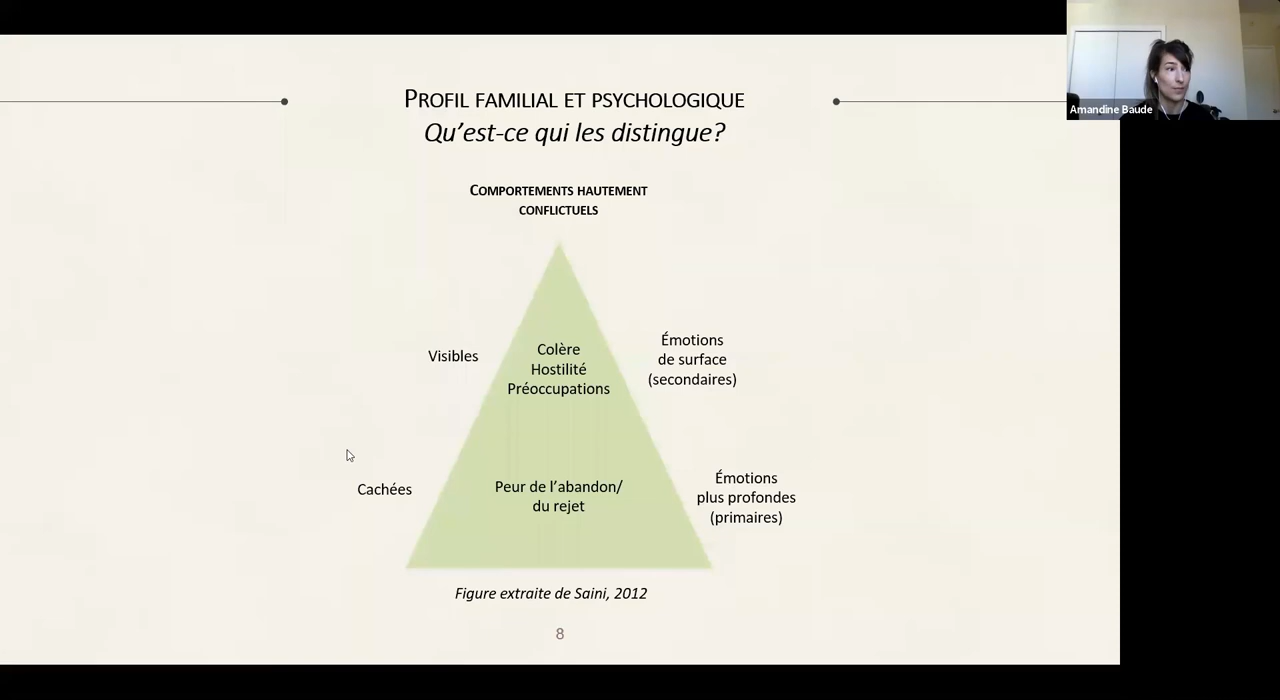 PROFIL FAMILIAL ET PSYCHOLOGIQUE
Qu'est-ce qui les distingue?
Amandine Baude
COMPORTEMENTS HAUTEMENT
CONFLICTUELS
Visibles
Colère
Hostilité
Préoccupations
Émotions
de surface
(secondaires)
Cachées
Peur de l'abandon/
du rejet
Émotions
plus profondes
(primaires)
Figure extraite de Saini, 2012
8